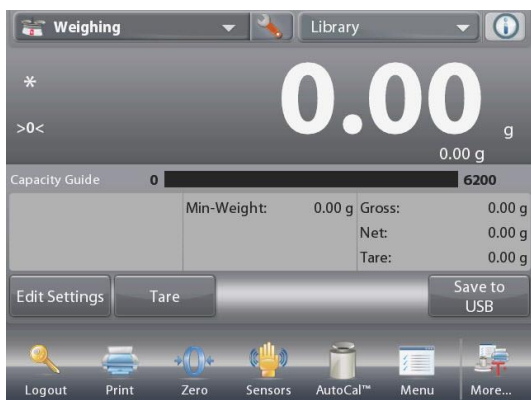 Weighing Library
*
>0<
0.00 g
0.00 g
Capacity Guide 0 6200
Min-Weight: 0.00 g Gross: 0.00 g
Net: 0.00 g
Tare: 0.00 g
Edit Settings Tare Save to
USB
Logout Print Zero Sensors AutoCal™ Menu More...